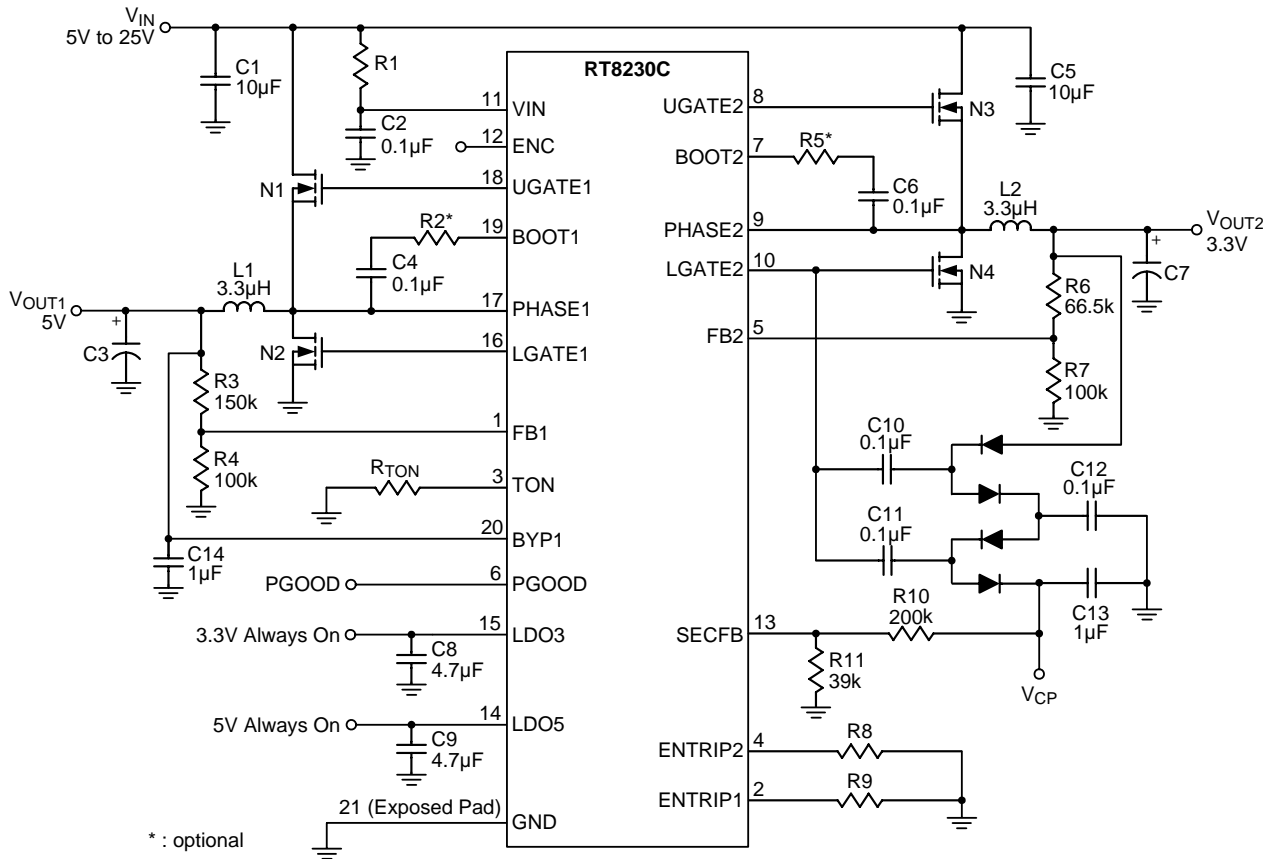 VIN
5V to 25V
C1
10µF
R1
C2
0.1µF
RT8230C
11
VIN
12
ENC
18
UGATE1
N1
19
BOOT1
R2*
C4
0.1µF
L1
3.3µH
VOUT1
5V
17
PHASE1
16
LGATE1
N2
C3
+
R3
150k
1
FB1
R4
100k
RTON
3
TON
20
BYP1
C14
1µF
PGOOD
6
PGOOD
3.3V Always On
15
LDO3
C8
4.7µF
5V Always On
14
LDO5
C9
4.7µF
21 (Exposed Pad)
GND
* : optional
UGATE2
8
N3
C5
10µF
BOOT2
7
R5*
C6
0.1µF
PHASE2
9
L2
3.3µH
VOUT2
3.3V
LGATE2
10
N4
+
C7
R6
66.5k
FB2
5
R7
100k
C10
0.1µF
C12
0.1µF
C11
0.1µF
C13
1µF
SECFB
13
R10
200k
R11
39k
VCP
ENTRIP2
4
R8
ENTRIP1
2
R9